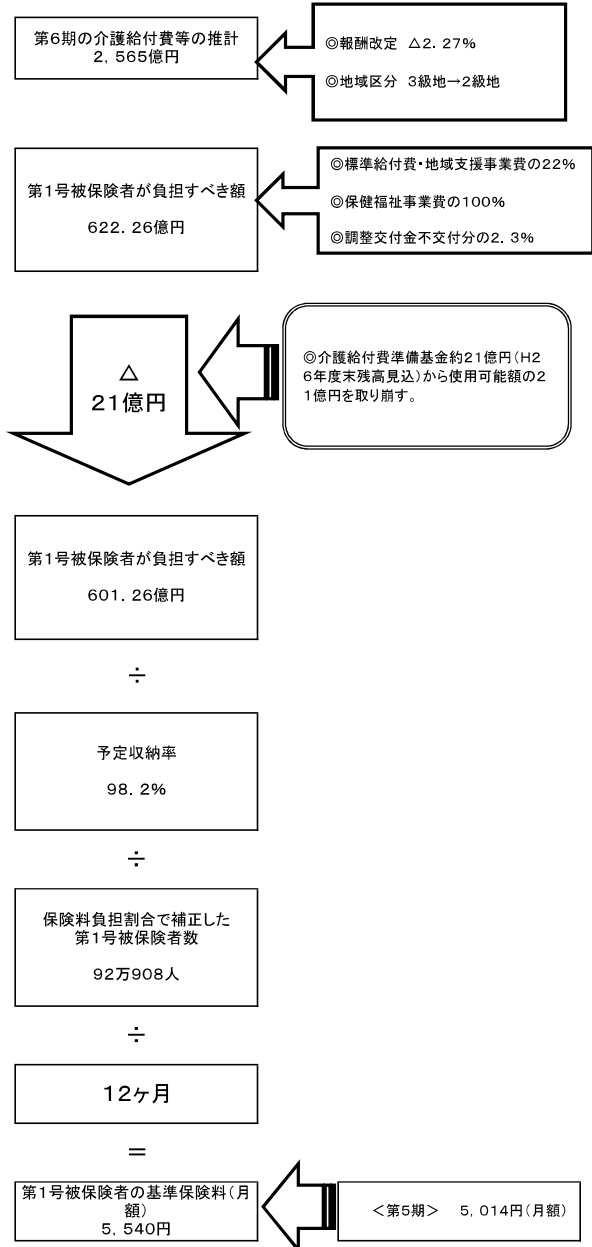 第6期の介護給付費等の推計
2,565億円
◎報酬改定 △2.27%
◎地域区分 3級地→2級地
第1号被保険者が負担すべき額
622.26億円
◎標準給付費・地域支援事業費の22%
◎保健福祉事業費の100%
◎調整交付金不交付分の2.3%
△
21億円
◎介護給付費準備基金約21億円(H2
6年度末残高見込)から使用可能額の2
1億円を取り崩す。
第1号被保険者が負担すべき額
601.26億円
÷
予定収納率
98.2%
÷
保険料負担割合で補正した
第1号被保険者数
92万908人
÷
12ヶ月
=
第1号被保険者の基準保険料(月
額)
5,540円
<第5期> 5,014円(月額)